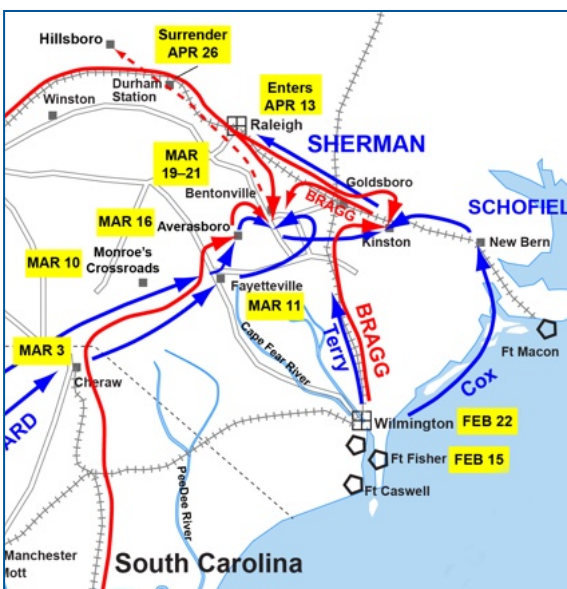 Hillsboro
Surrender
APR 26
Durham
Station
Winston
Enters
APR 13
Raleigh
SHERMAN
MAR
19–21
Bentonville
Goldsboro
BRAGG
SCHOFIEL
MAR 16
Averasboro
Kinston
New Bern
MAR 10
Monroe's
Crossroads
Fayetteville
MAR 11
Cape Fear River
Terry
BRAGG
Ft Macon
MAR 3
Cheraw
Cox
ARD
Wilmington
FEB 22
Ft Fisher
FEB 15
Ft Caswell
PeeDee River
Manchester
Mott
South Carolina